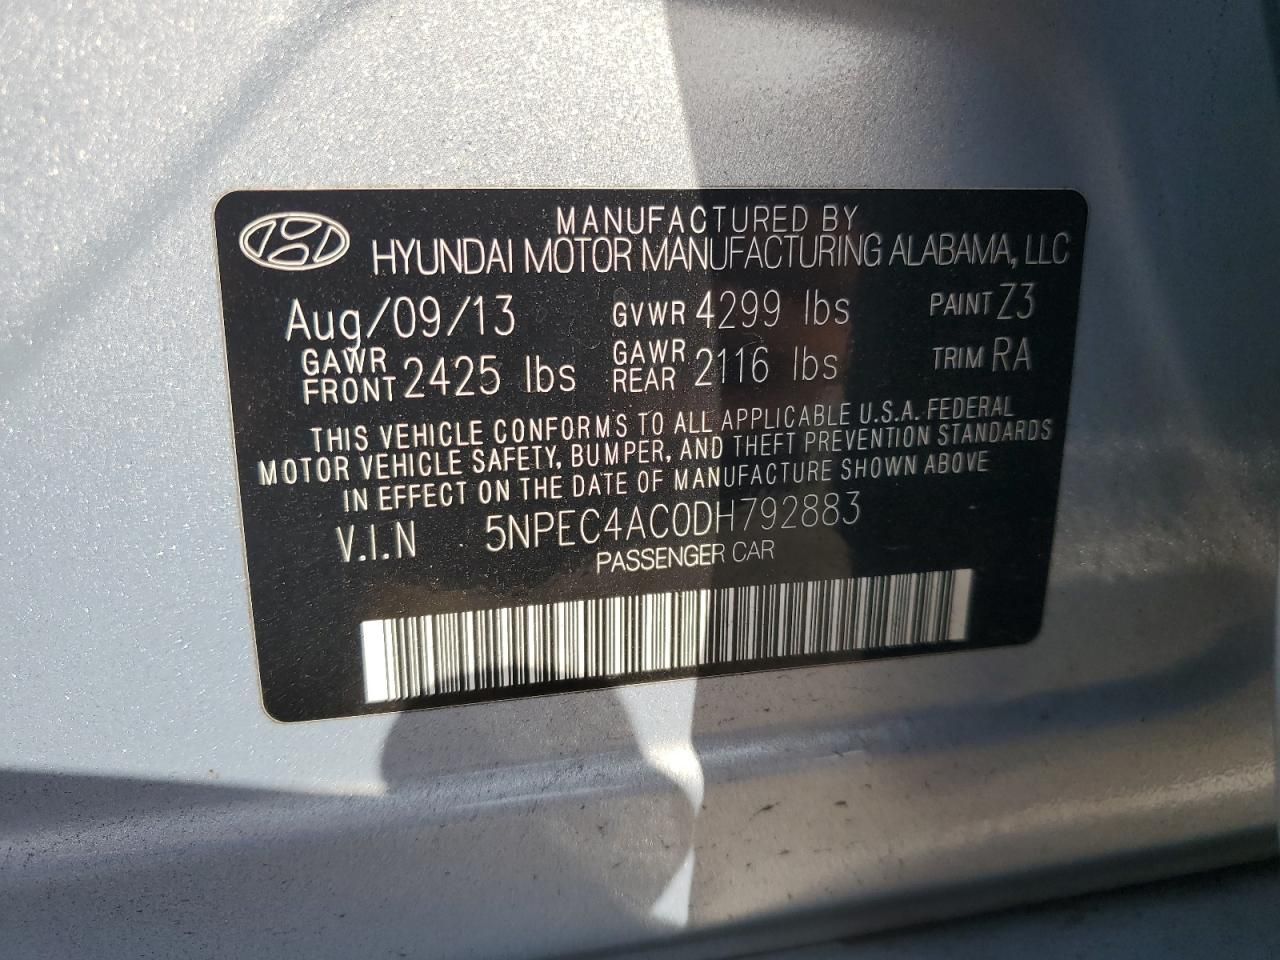 MANUFACTURED BY
HYUNDAI MOTOR MANUFACTURING ALABAMA, LLC
Aug/09/13 GVWR 4299 lbs PAINT Z3
GAWR FRONT 2425 lbs GAWR REAR 2116 lbs TRIM RA
THIS VEHICLE CONFORMS TO ALL APPLICABLE U.S.A. FEDERAL
MOTOR VEHICLE SAFETY, BUMPER, AND THEFT PREVENTION STANDARDS
IN EFFECT ON THE DATE OF MANUFACTURE SHOWN ABOVE
V.I.N 5NPEC4AC0DH792883
PASSENGER CAR